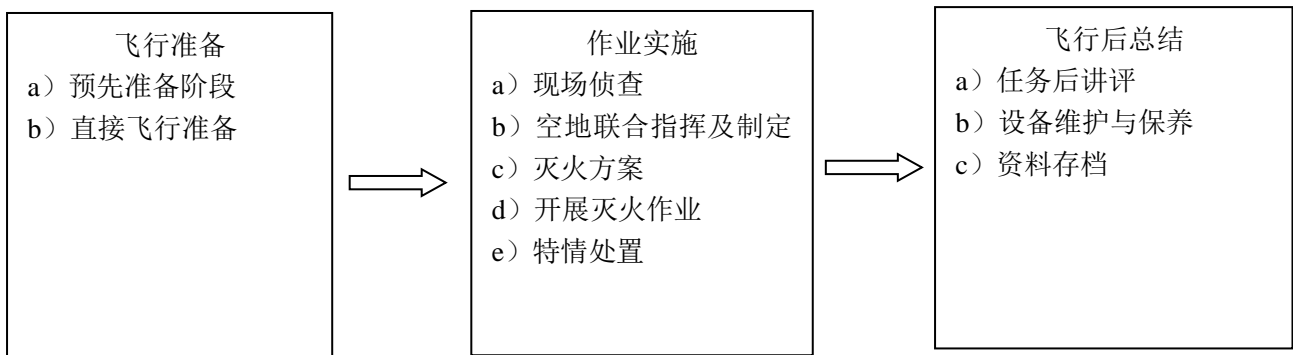 飞行准备
a）预先准备阶段
b）直接飞行准备
作业实施
a）现场侦查
b）空地联合指挥及制定
c）灭火方案
d）开展灭火作业
e）特情处置
飞行后总结
a）任务后讲评
b）设备维护与保养
c）资料存档